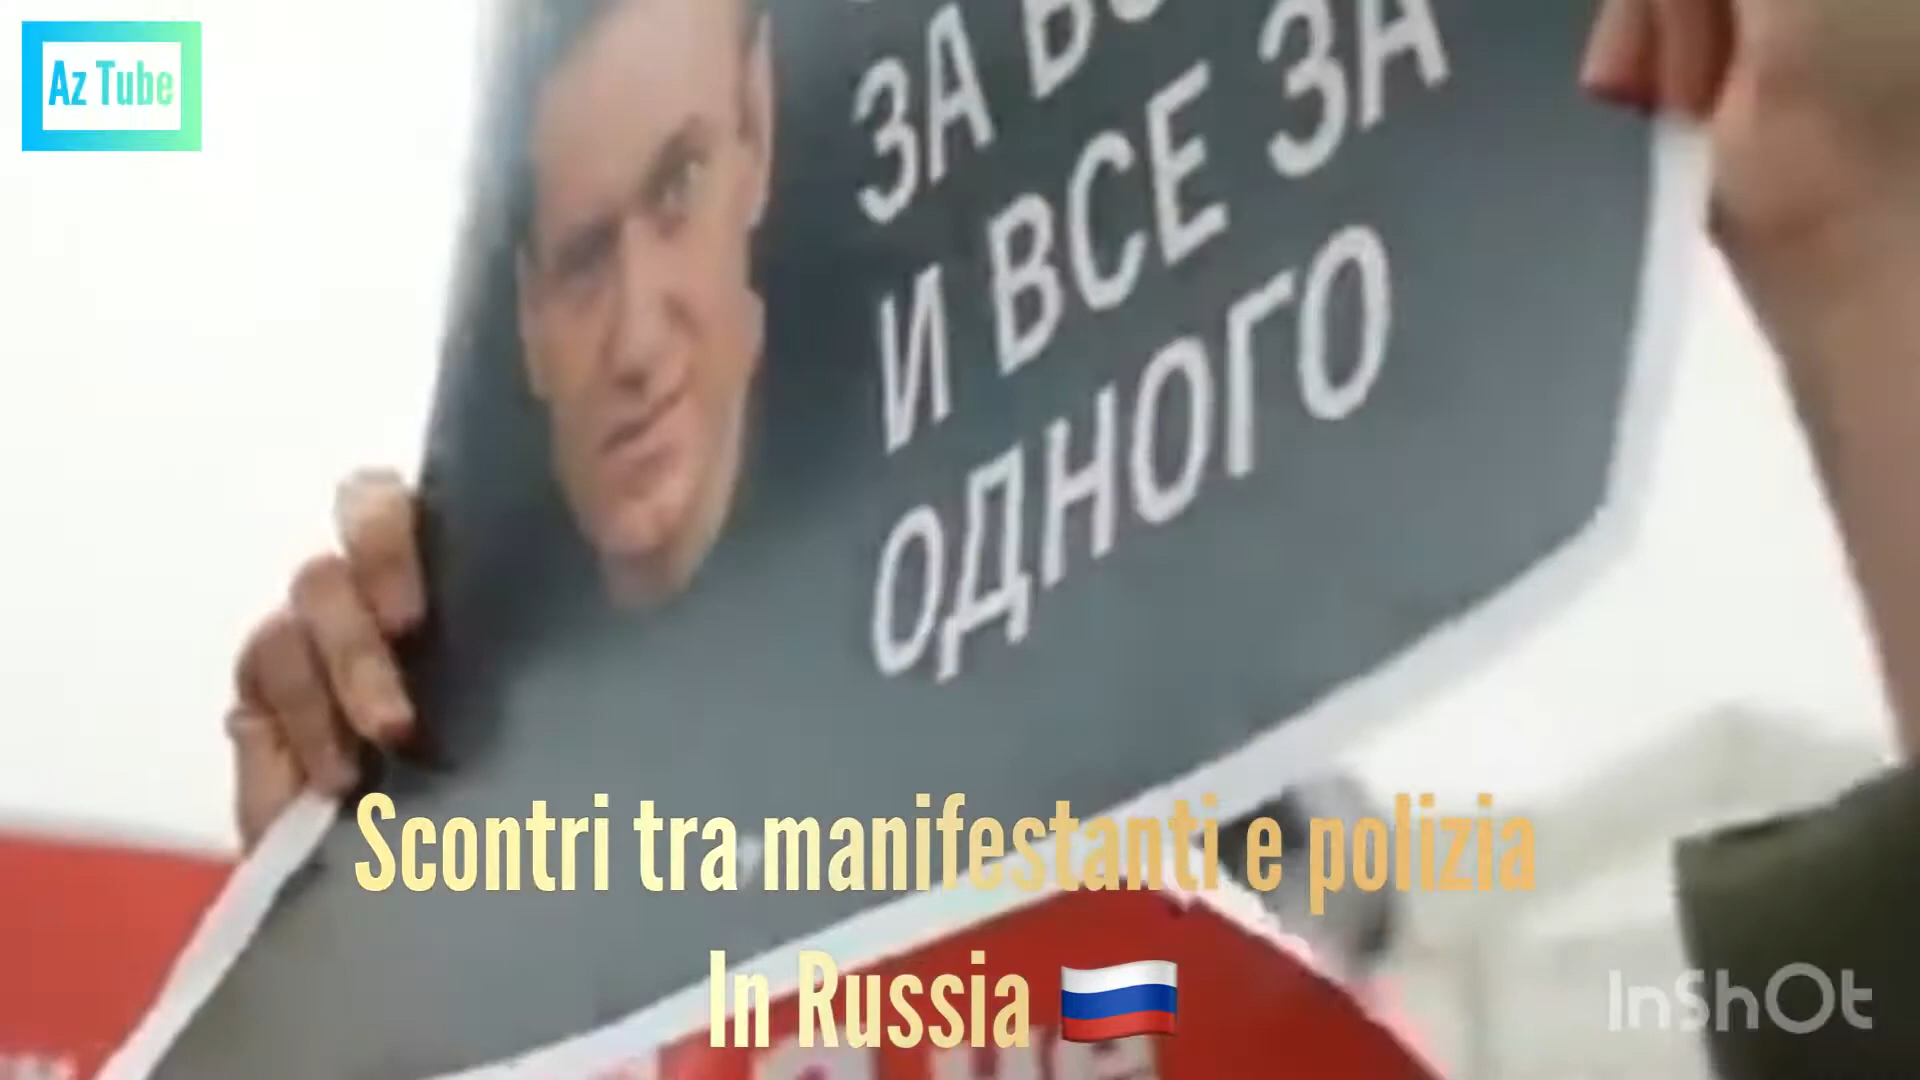 Az Tube
ЗА
И ВСЕ ЗА
ОДНОГО
Scontri tra manifestanti e polizia
In Russia 🇷🇺
InShOt